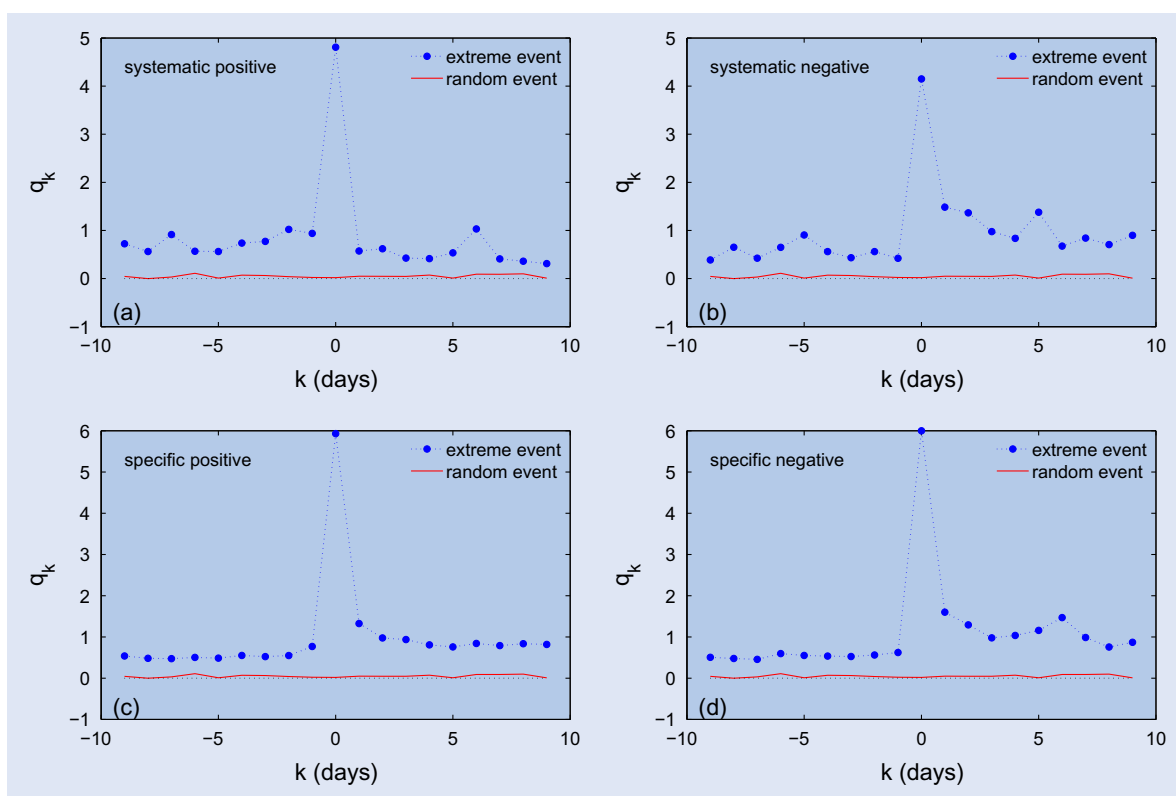 5
4
3
2
1
0
−1
q_k
systematic positive
extreme event
random event
(a)
−10
−5
0
5
10
k (days)
5
4
3
2
1
0
−1
q_k
systematic negative
extreme event
random event
(b)
−10
−5
0
5
10
k (days)
6
5
4
3
2
1
0
−1
q_k
specific positive
extreme event
random event
(c)
−10
−5
0
5
10
k (days)
6
5
4
3
2
1
0
−1
q_k
specific negative
extreme event
random event
(d)
−10
−5
0
5
10
k (days)